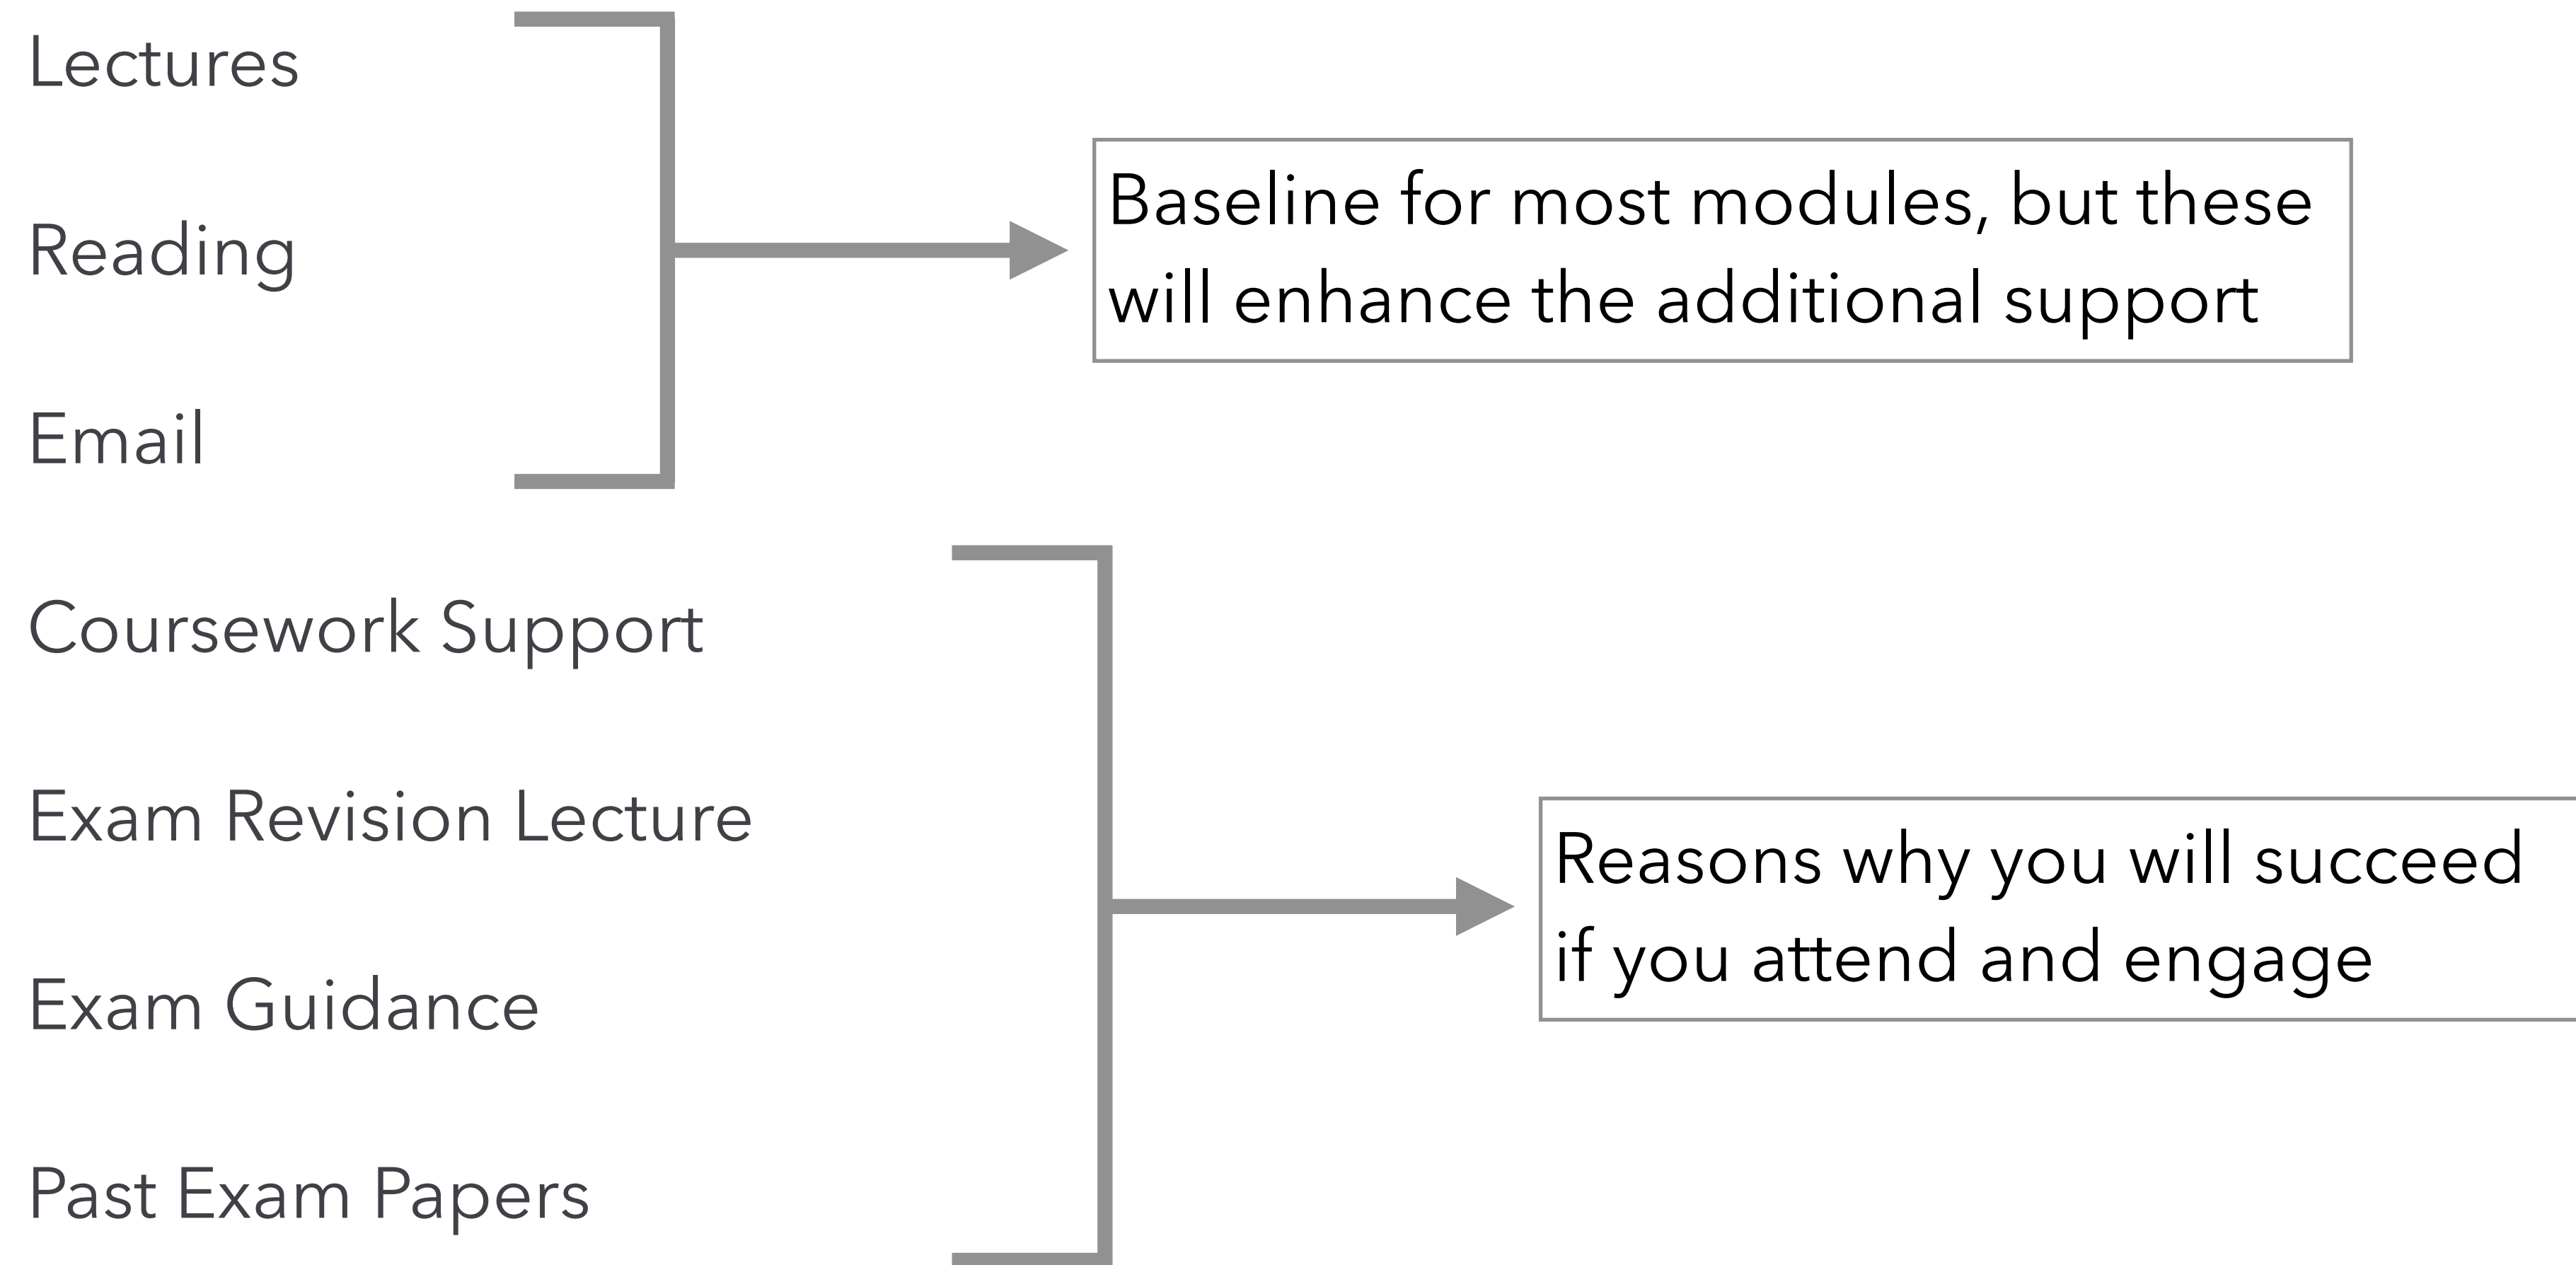 Lectures
Reading
Email
Baseline for most modules, but these
will enhance the additional support
Coursework Support
Exam Revision Lecture
Exam Guidance
Past Exam Papers
Reasons why you will succeed
if you attend and engage